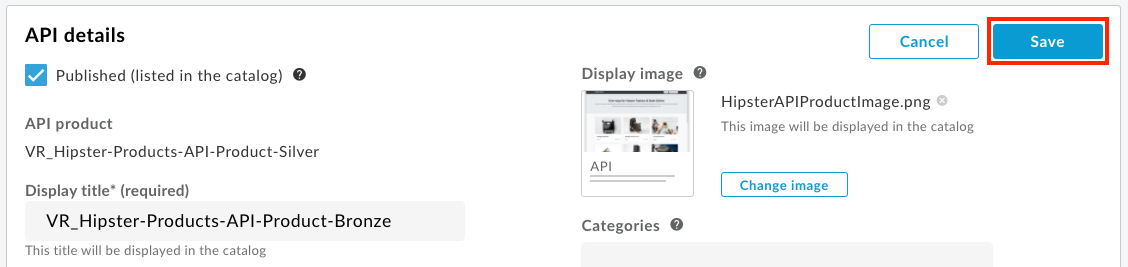 API details
Cancel
Save
Published (listed in the catalog)
Display image
HipsterAPIProductImage.png
This image will be displayed in the catalog
API
Change image
API product
VR_Hipster-Products-API-Product-Silver
Display title* (required)
VR_Hipster-Products-API-Product-Bronze
This title will be displayed in the catalog
Categories